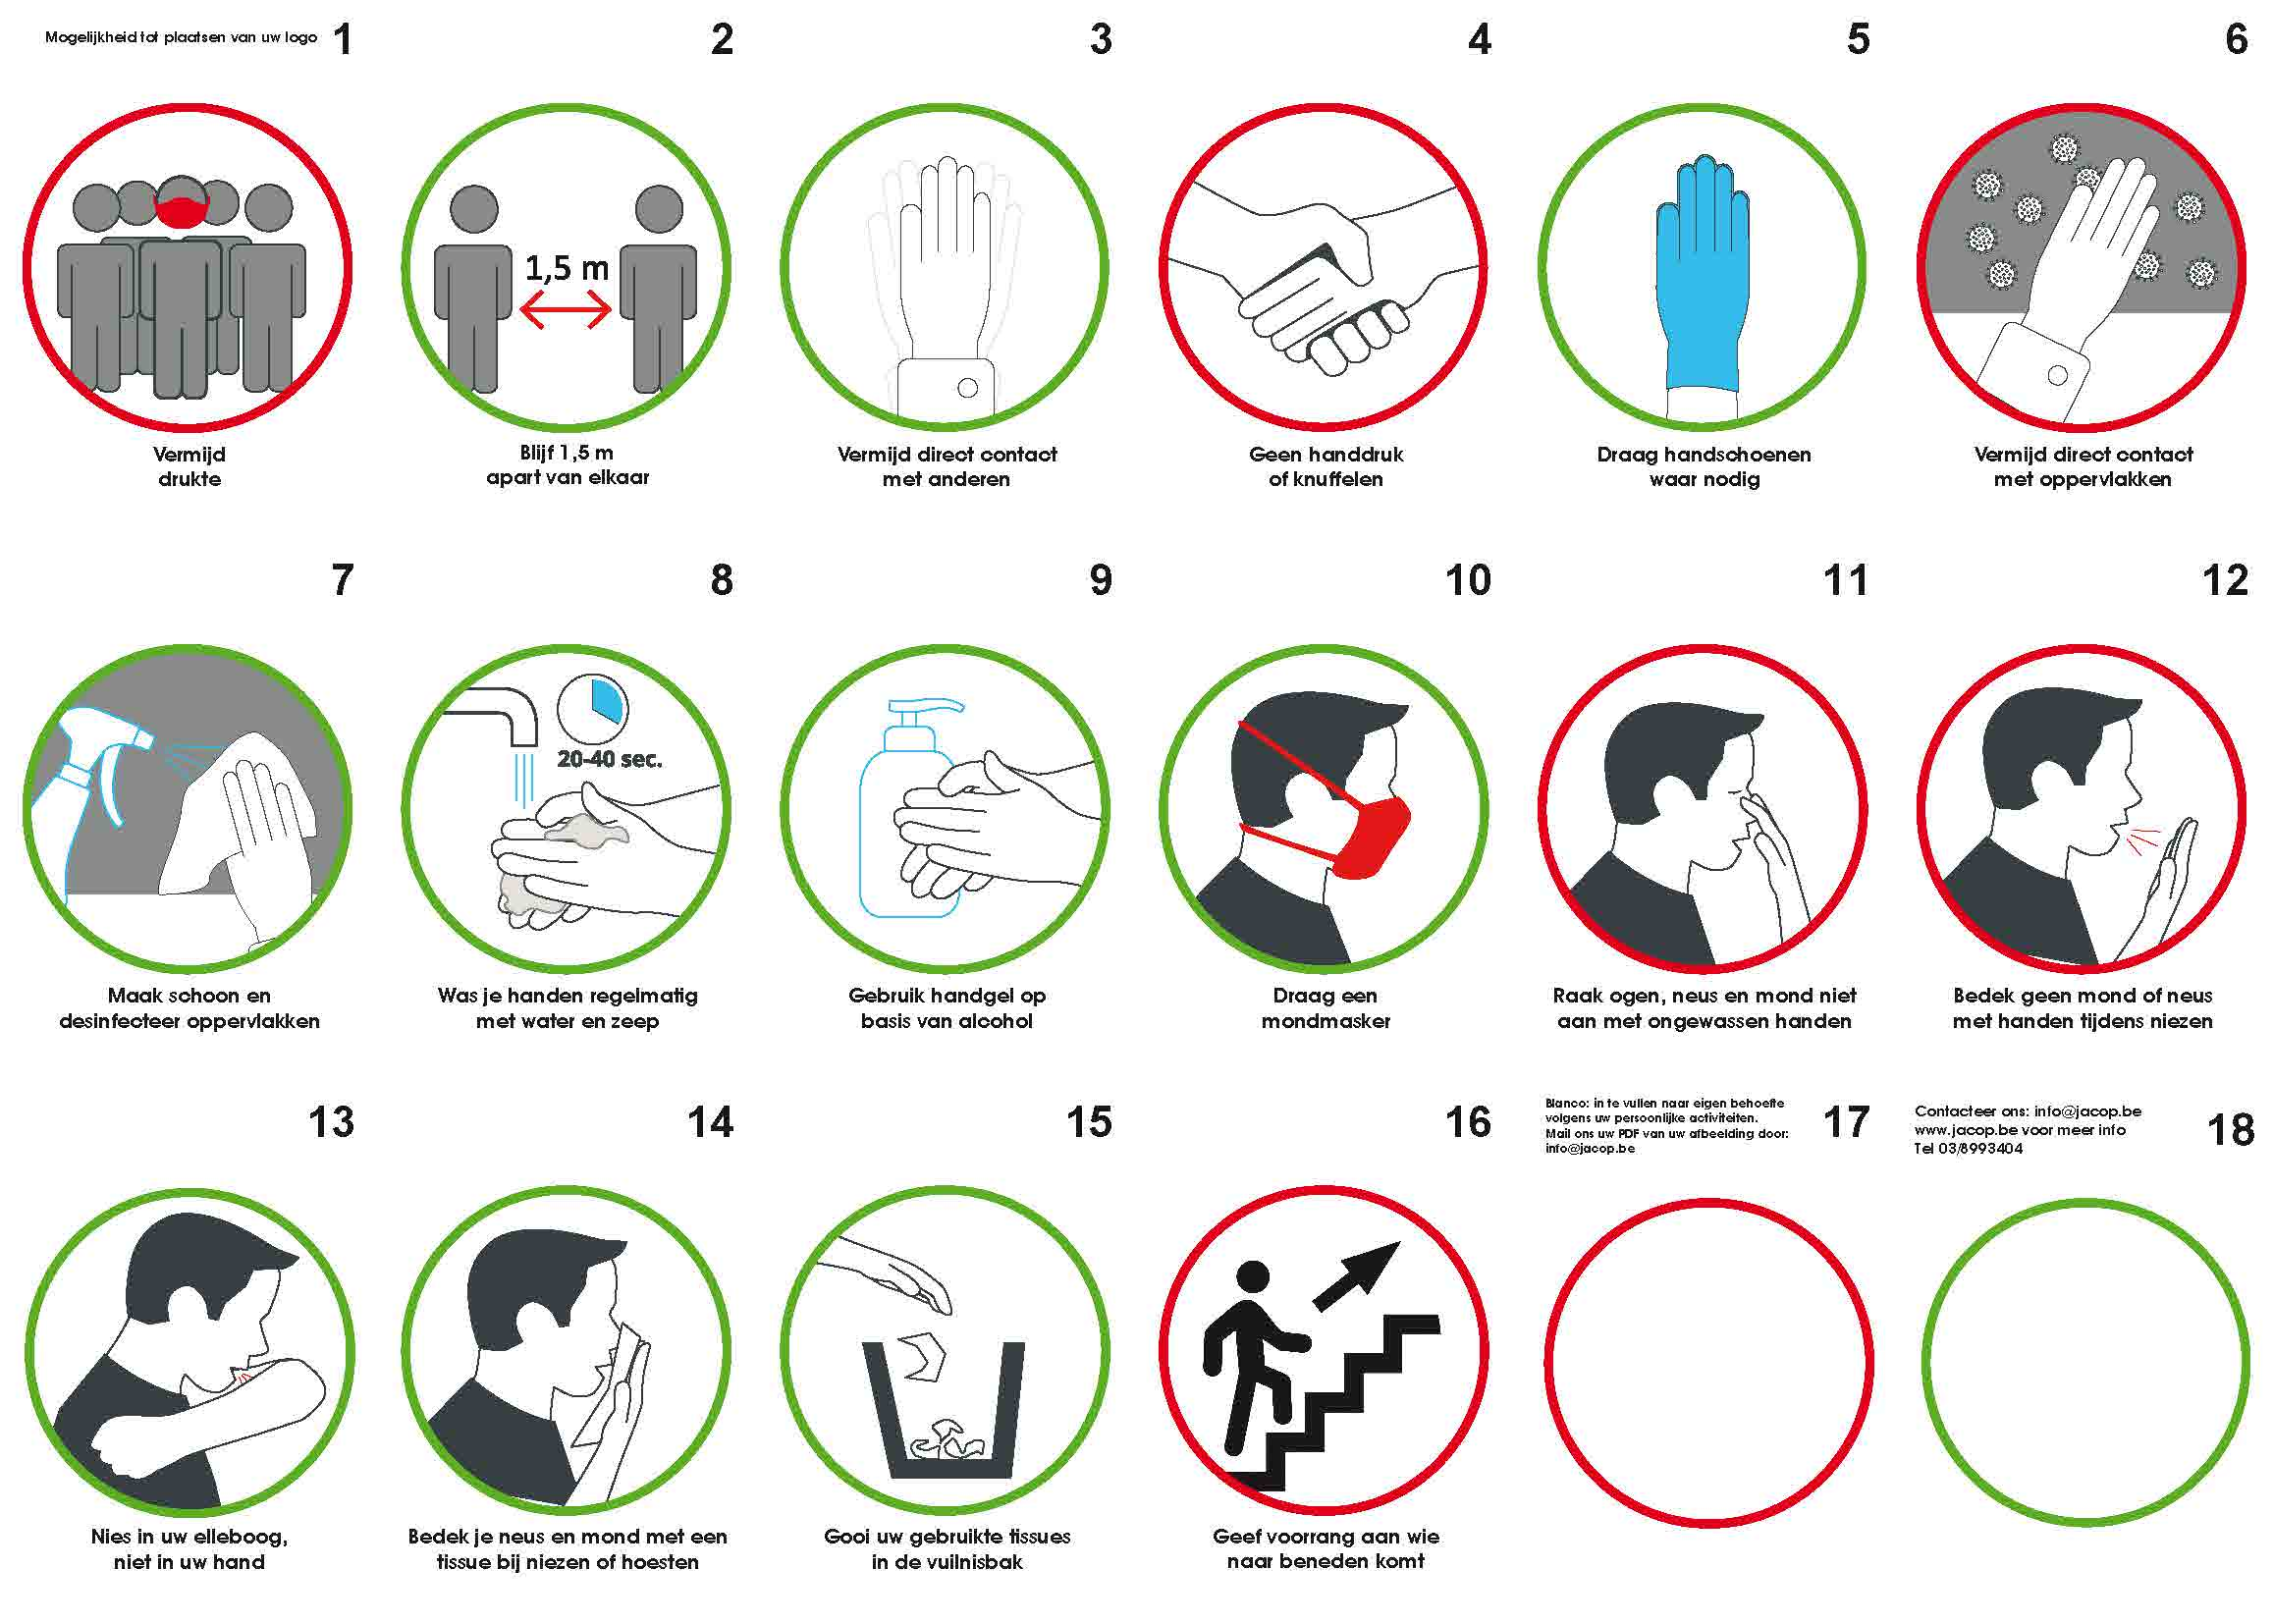 Mogelijkheid tot plaatsen van uw logo
1
2
3
4
5
6
1,5 m
Vermijd
drukte
Blijf 1,5 m
apart van elkaar
Vermijd direct contact
met anderen
Geen handdruk
of knuffelen
Draag handschoenen
waar nodig
Vermijd direct contact
met oppervlakken
7
8
9
10
11
12
20-40 sec.
Maak schoon en
desinfecteer oppervlakken
Was je handen regelmatig
met water en zeep
Gebruik handgel op
basis van alcohol
Draag een
mondmasker
Raak ogen, neus en mond niet
aan met ongewassen handen
Bedek geen mond of neus
met handen tijdens niezen
13
14
15
16
Blanco: in te vullen naar eigen behoefte
volgens uw persoonlijke activiteiten.
Mail ons uw PDF van uw afbeelding door:
info@jacop.be
17
Contacteer ons: info@jacop.be
www.jacop.be voor meer info
Tel 03/8993404
18
Nies in uw elleboog,
niet in uw hand
Bedek je neus en mond met een
tissue bij niezen of hoesten
Gooi uw gebruikte tissues
in de vuilnisbak
Geef voorrang aan wie
naar beneden komt